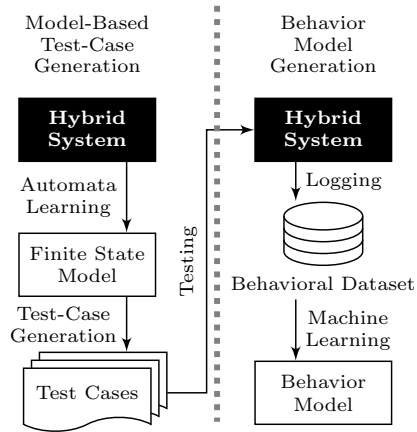 Model-Based
Test-Case
Generation
Hybrid
System
Automata
Learning
Finite State
Model
Test-Case
Generation
Test Cases
Testing
Behavior
Model
Generation
Hybrid
System
Logging
Behavioral Dataset
Machine
Learning
Behavior
Model